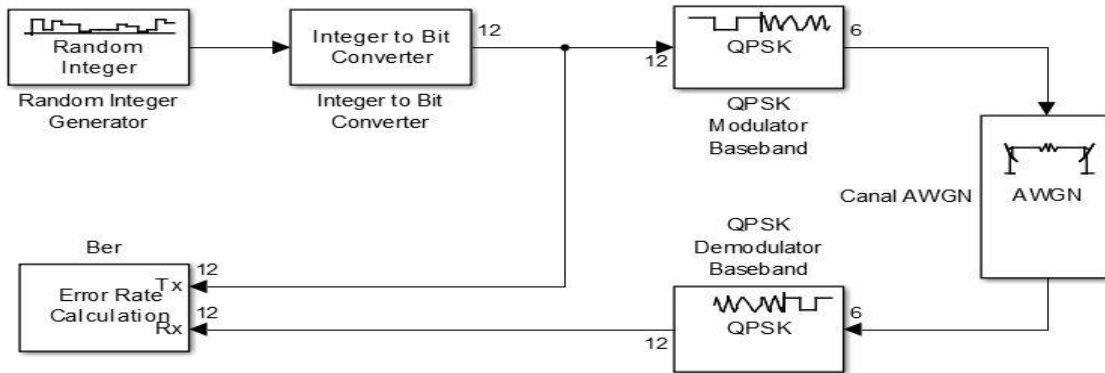 Random
Integer
Random Integer
Generator
Integer to Bit
Converter
12
Integer to Bit
Converter
12
QPSK
6
QPSK
Modulator
Baseband
Canal AWGN
AWGN
Ber
Error Rate
Calculation
Tx
12
Rx
12
QPSK
Demodulator
Baseband
12
QPSK
6